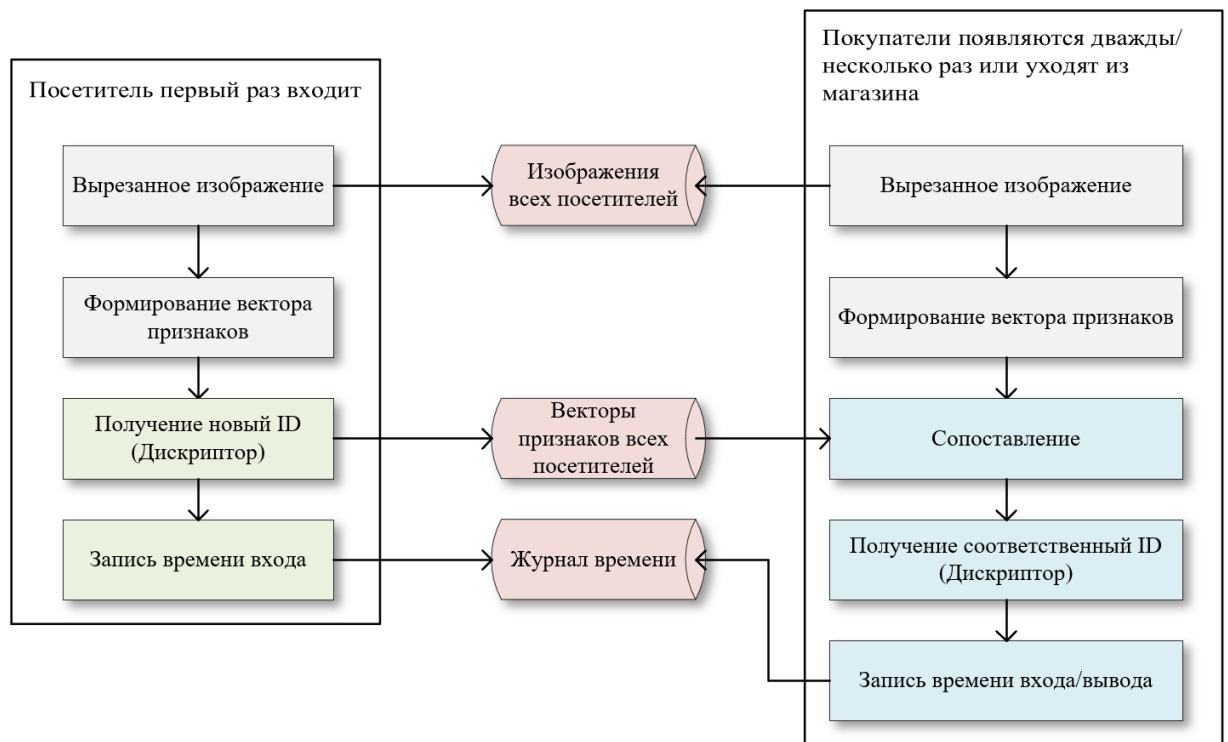 Посетитель первый раз входит
Вырезанное изображение
Формирование вектора
признаков
Получение новый ID
(Дискриптор)
Запись времени входа
Изображения
всех посетителей
Векторы
признаков всех
посетителей
Журнал времени
Покупатели появляются дважды/
несколько раз или уходят из
магазина
Вырезанное изображение
Формирование вектора признаков
Сопоставление
Получение соответственный ID
(Дискриптор)
Запись времени входа/вывода